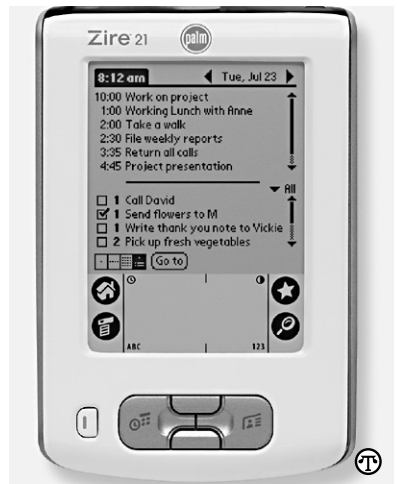 Zire 21 palm
8:12 am Tue, Jul 23
10:00 Work on project
1:00 Working Lunch with Anne
2:00 Take a walk
2:30 File weekly reports
3:35 Return all calls
4:45 Project presentation
All
1 Call David
1 Send flowers to M
1 Write thank you note to Vickie
2 Pick up fresh vegetables
Go to
ABC 123
T